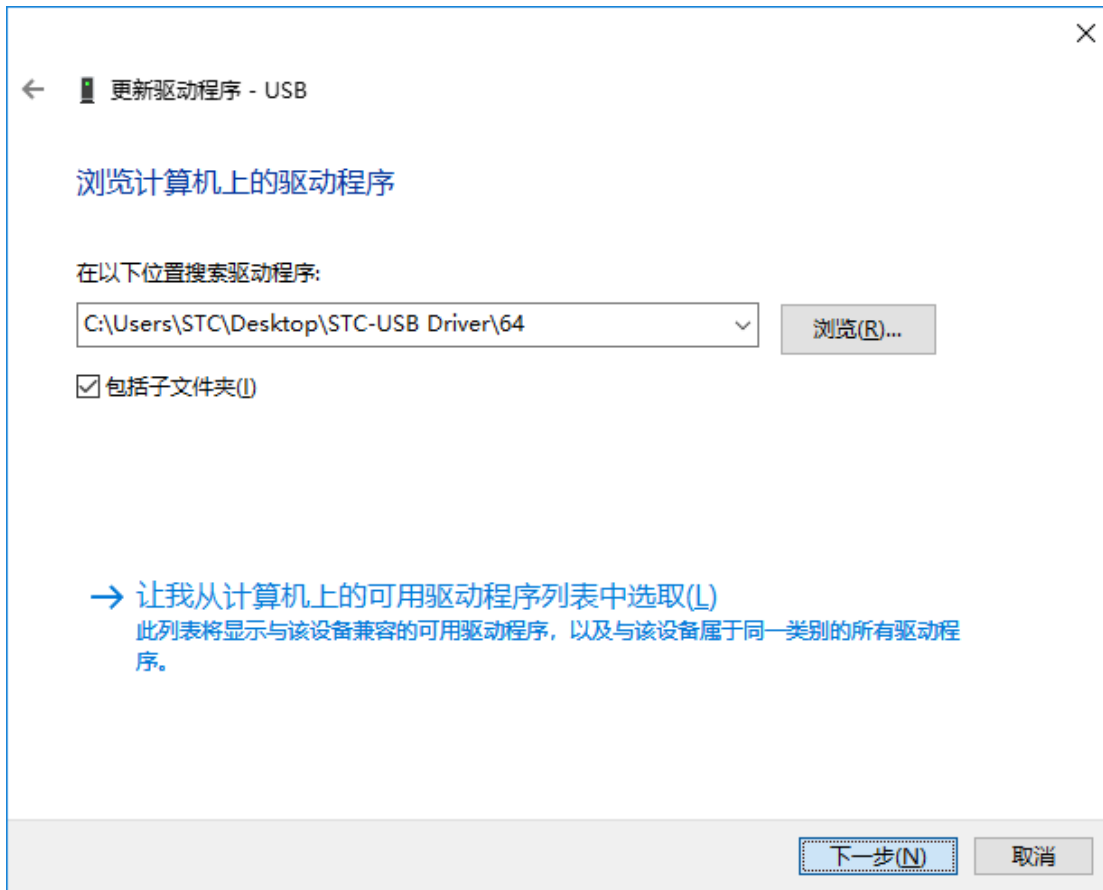 更新驱动程序 - USB
浏览计算机上的驱动程序
在以下位置搜索驱动程序:
C:\Users\STC\Desktop\STC-USB Driver\64
浏览(R)...
包括子文件夹(I)
让我从计算机上的可用驱动程序列表中选取(L)
此列表将显示与该设备兼容的可用驱动程序，以及与该设备属于同一类别的所有驱动程
序。
下一步(N)
取消